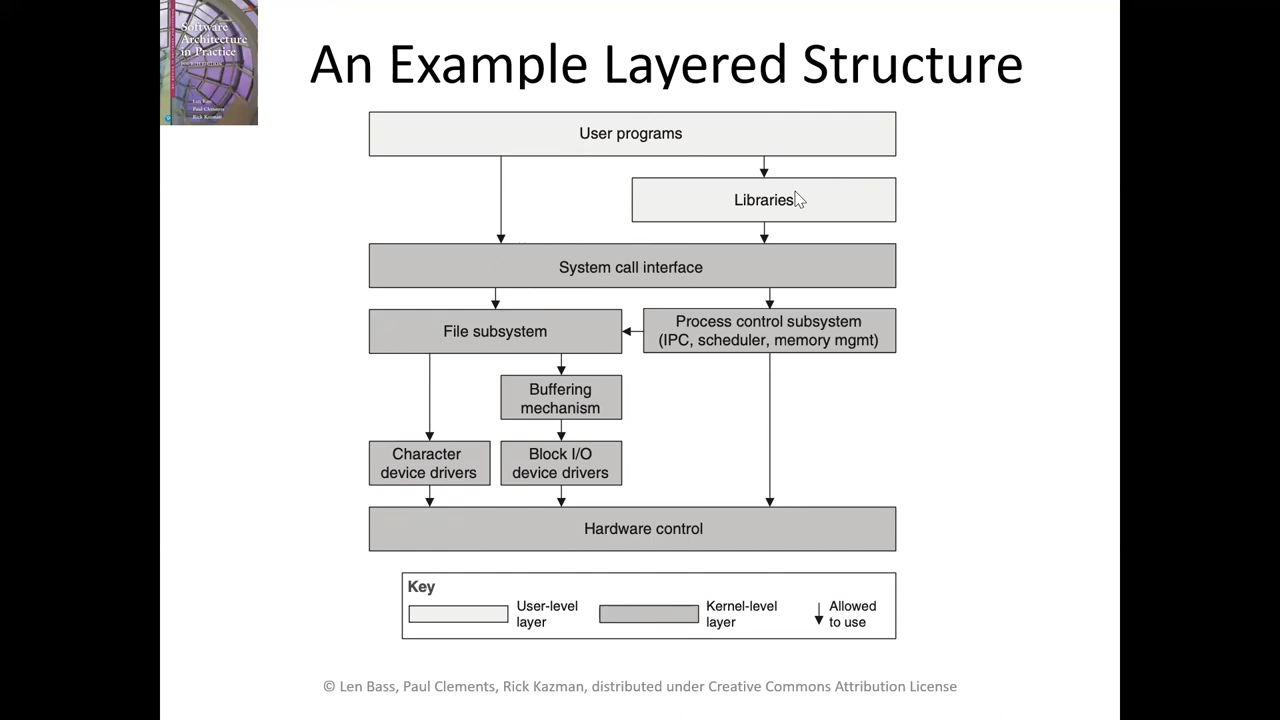 Software
Architecture
in Practice
FOURTH EDITION
Len Bass
Paul Clements
Rick Kazman
An Example Layered Structure
User programs
Libraries
System call interface
File subsystem
Process control subsystem
(IPC, scheduler, memory mgmt)
Buffering
mechanism
Character
device drivers
Block I/O
device drivers
Hardware control
Key
User-level
layer
Kernel-level
layer
Allowed
to use
© Len Bass, Paul Clements, Rick Kazman, distributed under Creative Commons Attribution License